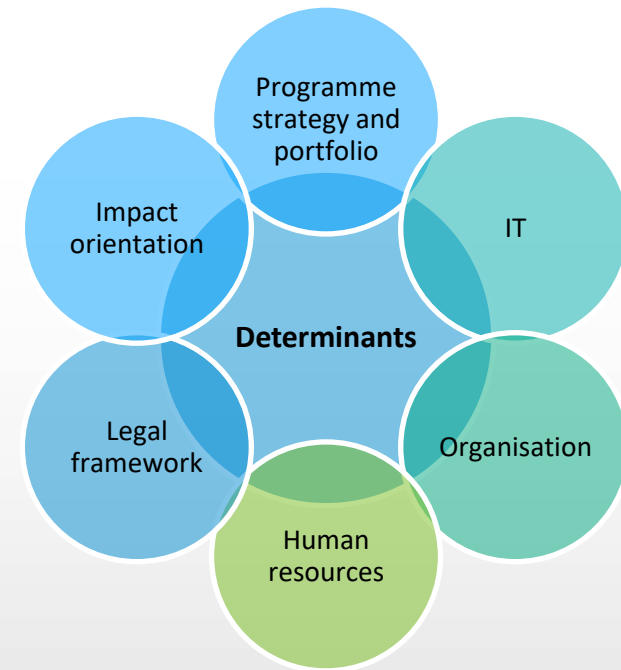 Programme
strategy and
portfolio
IT
Organisation
Human
resources
Legal
framework
Impact
orientation
Determinants